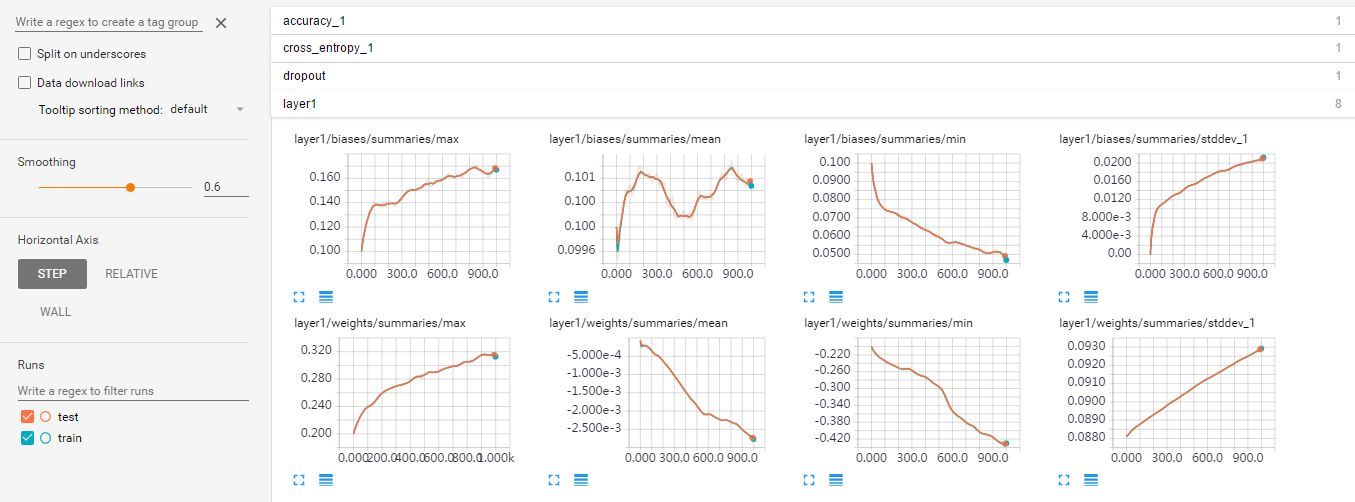 Write a regex to create a tag group
Split on underscores
Data download links
Tooltip sorting method: default
Smoothing
0.6
Horizontal Axis
STEP RELATIVE
WALL
Runs
Write a regex to filter runs
test
train
accuracy_1 1
cross_entropy_1 1
dropout 1
layer1 8
layer1/biases/summaries/max
0.160
0.140
0.120
0.100
0.000 300.0 600.0 900.0
layer1/biases/summaries/mean
0.101
0.100
0.100
0.0996
0.000 300.0 600.0 900.0
layer1/biases/summaries/min
0.100
0.0900
0.0800
0.0700
0.0600
0.0500
0.000 300.0 600.0 900.0
layer1/biases/summaries/stddev_1
0.0200
0.0160
0.0120
8.000e-3
4.000e-3
0.00
0.000 300.0 600.0 900.0
layer1/weights/summaries/max
0.320
0.280
0.240
0.200
0.000 200.0 400.0 600.0 800.0 1.000k
layer1/weights/summaries/mean
-5.000e-4
-1.000e-3
-1.500e-3
-2.000e-3
-2.500e-3
0.000 300.0 600.0 900.0
layer1/weights/summaries/min
-0.220
-0.260
-0.300
-0.340
-0.380
-0.420
0.000 300.0 600.0 900.0
layer1/weights/summaries/stddev_1
0.0930
0.0920
0.0910
0.0900
0.0890
0.0880
0.000 300.0 600.0 900.0